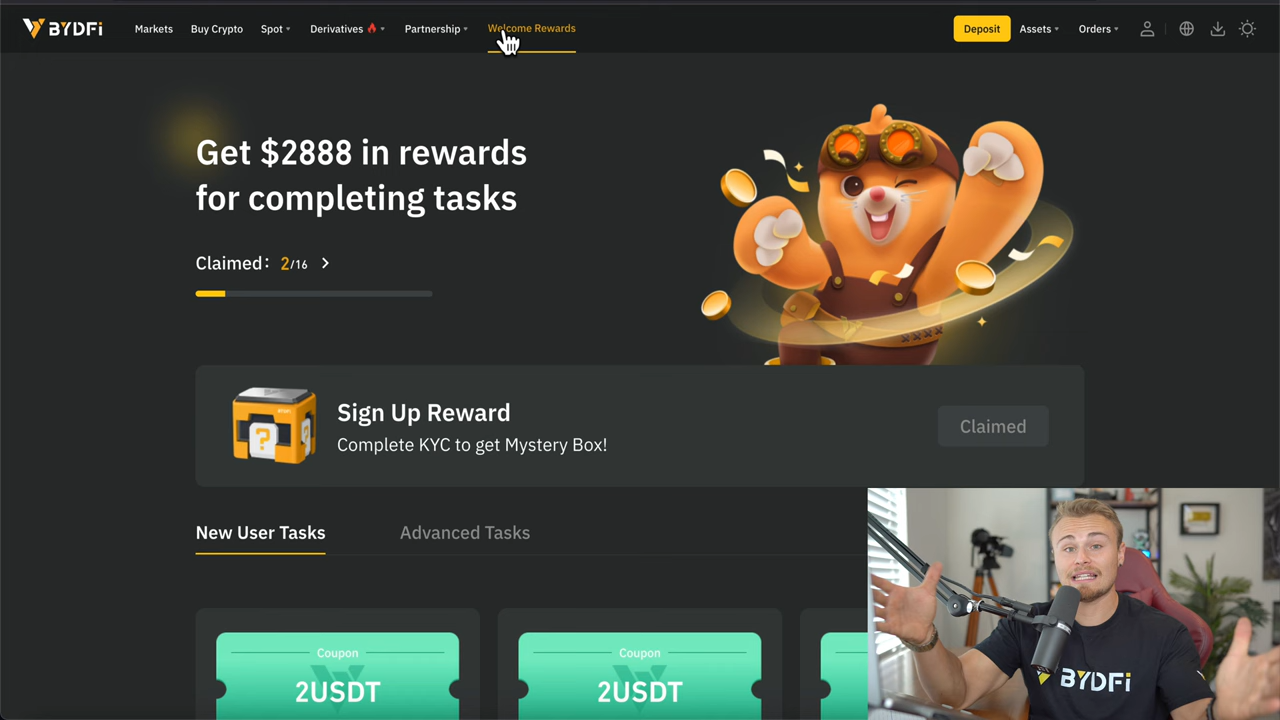 BYDFi Markets Buy Crypto Spot Derivatives Partnership Welcome Rewards Deposit Assets Orders
Get $2888 in rewards
for completing tasks
Claimed: 2/16
Sign Up Reward
Complete KYC to get Mystery Box!
Claimed
New User Tasks Advanced Tasks
Coupon Coupon
2USDT 2USDT
BYDFi